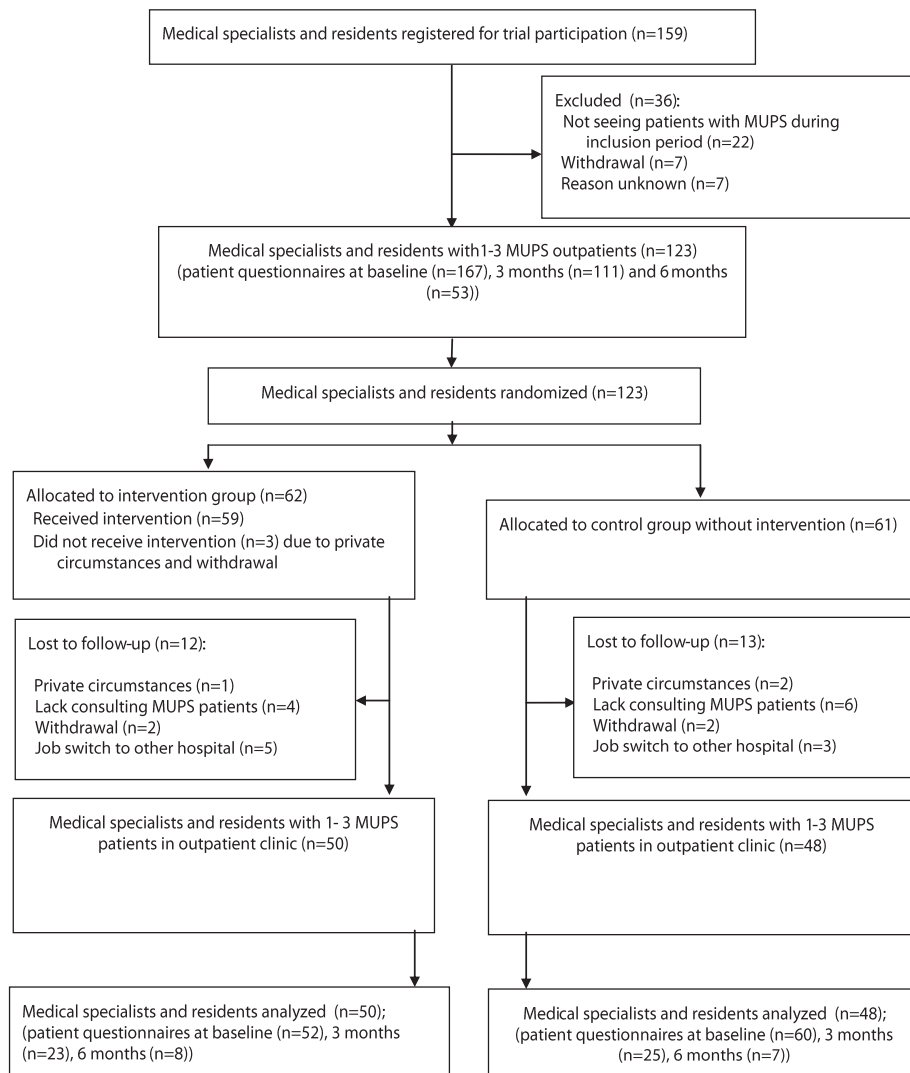 Medical specialists and residents registered for trial participation (n=159)
Excluded (n=36):
Not seeing patients with MUPS during
inclusion period (n=22)
Withdrawal (n=7)
Reason unknown (n=7)
Medical specialists and residents with1-3 MUPS outpatients (n=123)
(patient questionnaires at baseline (n=167), 3 months (n=111) and 6 months
(n=53))
Medical specialists and residents randomized (n=123)
Allocated to intervention group (n=62)
Received intervention (n=59)
Did not receive intervention (n=3) due to private
circumstances and withdrawal
Allocated to control group without intervention (n=61)
Lost to follow-up (n=12):
Private circumstances (n=1)
Lack consulting MUPS patients (n=4)
Withdrawal (n=2)
Job switch to other hospital (n=5)
Lost to follow-up (n=13):
Private circumstances (n=2)
Lack consulting MUPS patients (n=6)
Withdrawal (n=2)
Job switch to other hospital (n=3)
Medical specialists and residents with 1- 3 MUPS
patients in outpatient clinic (n=50)
Medical specialists and residents with 1-3 MUPS
patients in outpatient clinic (n=48)
Medical specialists and residents analyzed (n=50);
(patient questionnaires at baseline (n=52), 3 months
(n=23), 6 months (n=8))
Medical specialists and residents analyzed (n=48);
(patient questionnaires at baseline (n=60), 3 months
(n=25), 6 months (n=7))